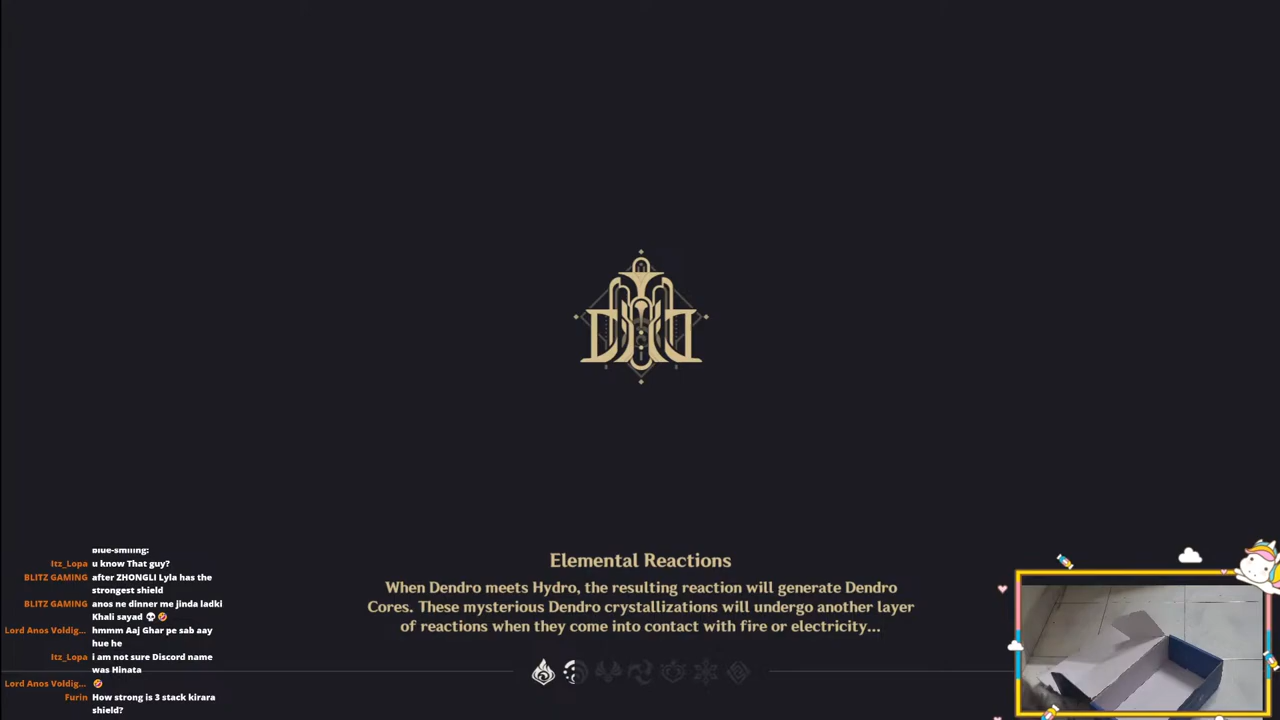 Elemental Reactions
When Dendro meets Hydro, the resulting reaction will generate Dendro
Cores. These mysterious Dendro crystallizations will undergo another layer
of reactions when they come into contact with fire or electricity...
blue-smiling:
Itz_Lopa u know That guy?
BLITZ GAMING after ZHONGLI Lyla has the
strongest shield
BLITZ GAMING anos ne dinner me jinda ladki
Khali sayad 💀🤣
Lord Anos Voldig... hmmm Aaj Ghar pe sab aay
hue he
Itz_Lopa i am not sure Discord name
was Hinata
Lord Anos Voldig... 🤣
Furin How strong is 3 stack kirara
shield?